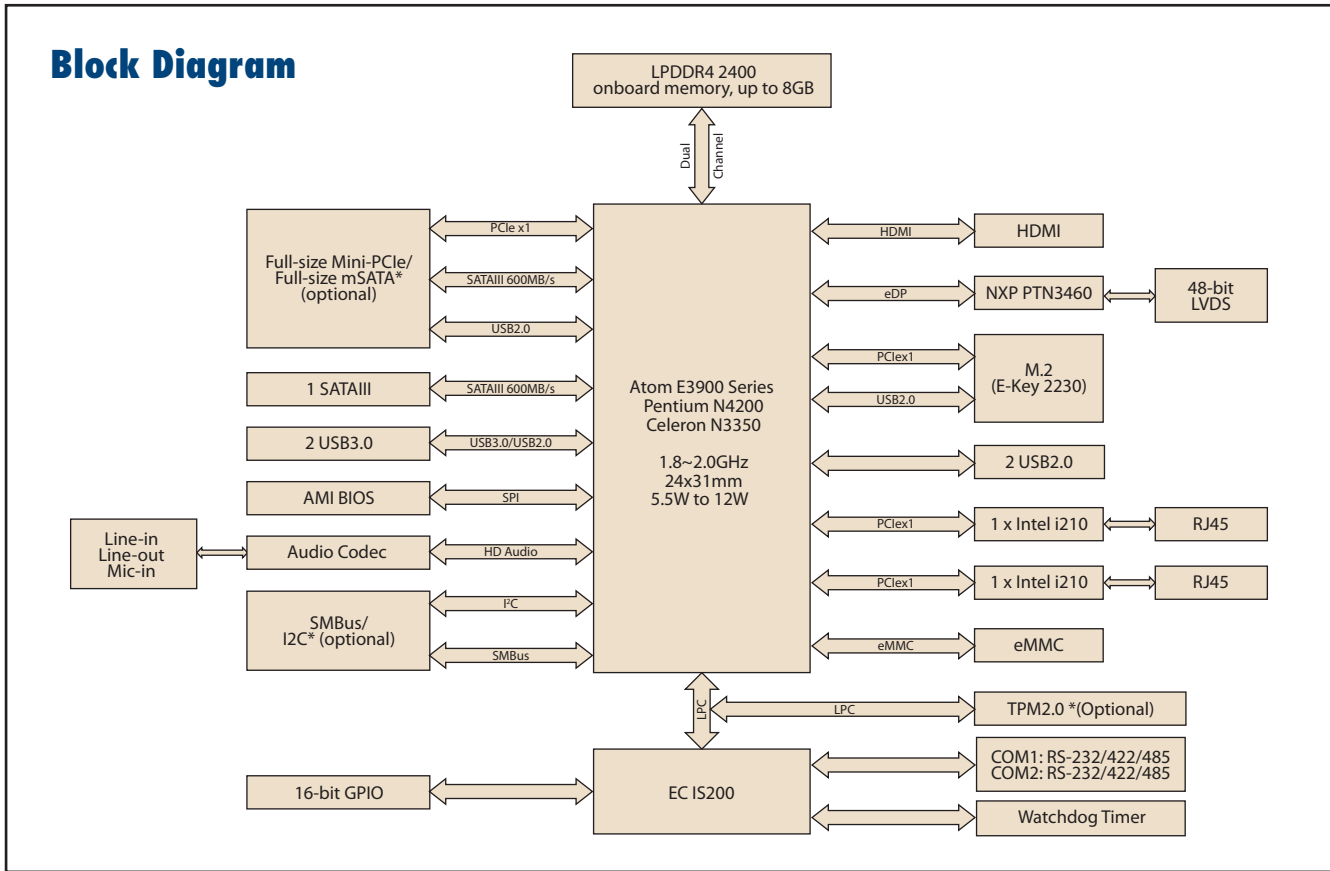 Block Diagram
LPDDR4 2400
onboard memory, up to 8GB
Dual
Channel
Full-size Mini-PCIe/
Full-size mSATA*
(optional)
PCIe x1
SATAIII 600MB/s
USB2.0
1 SATAIII
SATAIII 600MB/s
2 USB3.0
USB3.0/USB2.0
AMI BIOS
SPI
Line-in
Line-out
Mic-in
Audio Codec
HD Audio
SMBus/
I2C* (optional)
I²C
SMBus
Atom E3900 Series
Pentium N4200
Celeron N3350
1.8~2.0GHz
24x31mm
5.5W to 12W
HDMI
HDMI
eDP
NXP PTN3460
48-bit
LVDS
PCIex1
USB2.0
M.2
(E-Key 2230)
2 USB2.0
PCIex1
1 x Intel i210
RJ45
PCIex1
1 x Intel i210
RJ45
eMMC
eMMC
LPC
LPC
TPM2.0 *(Optional)
16-bit GPIO
EC IS200
COM1: RS-232/422/485
COM2: RS-232/422/485
Watchdog Timer